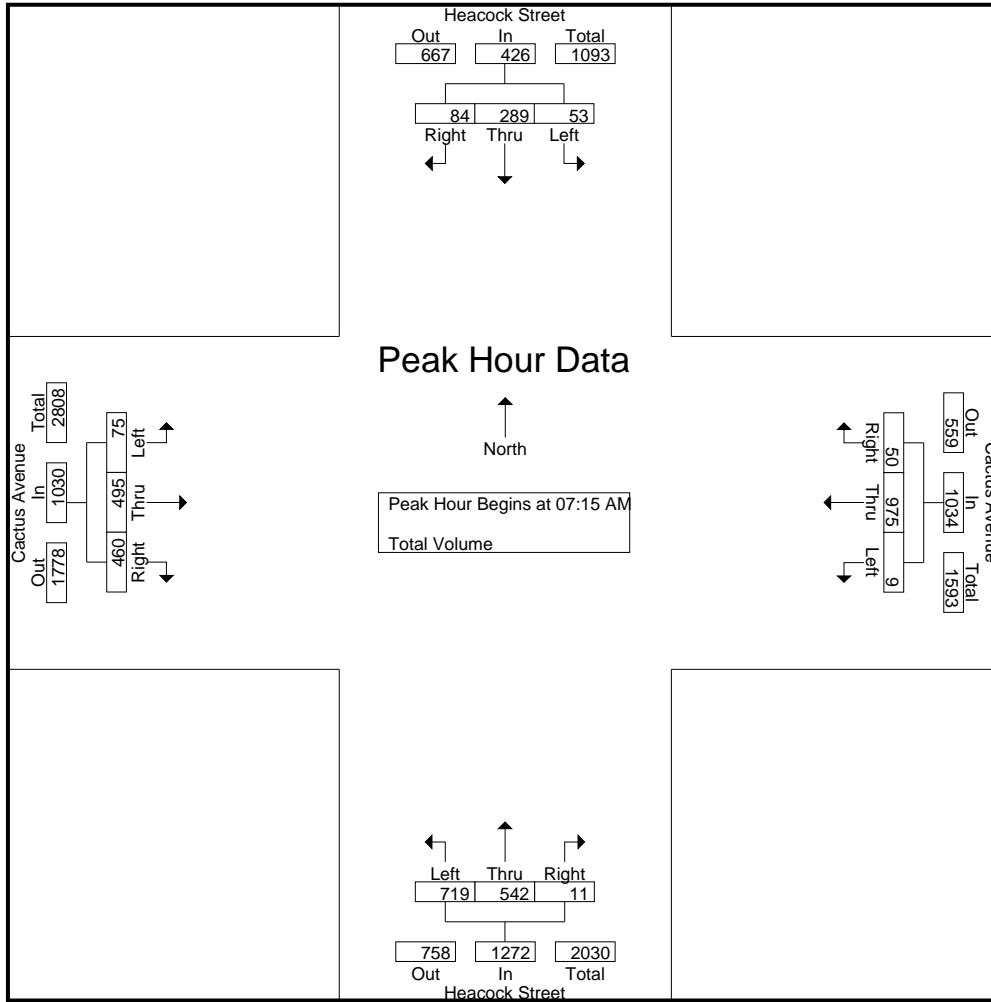 Heacock Street
Out In Total
667 426 1093
84 289 53
Right Thru Left
Peak Hour Data
North
Peak Hour Begins at 07:15 AM
Total Volume
Cactus Avenue
Total In Out
2808 1030 1778
75 495 460
Left Thru Right
Cactus Avenue
Out In Total
559 1034 1593
50 975 9
Right Thru Left
Left Thru Right
719 542 11
758 1272 2030
Out In Total
Heacock Street